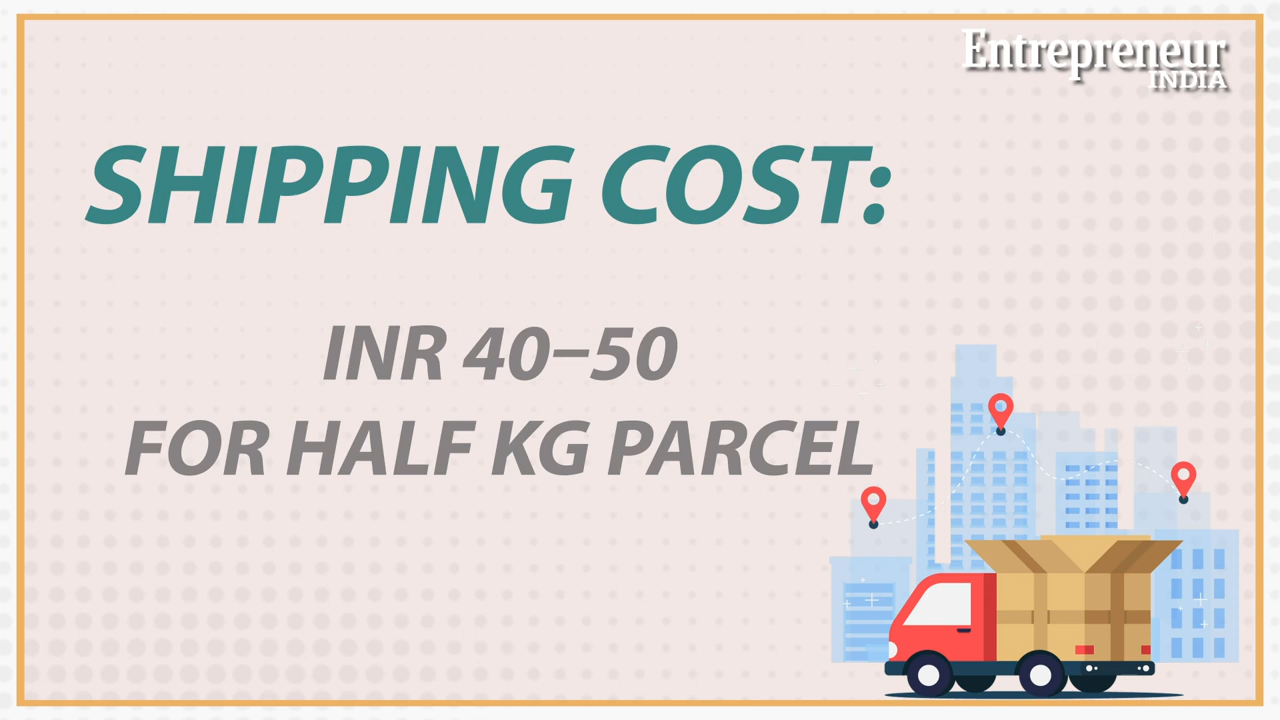 Entrepreneur
INDIA
SHIPPING COST:
INR 40–50
FOR HALF KG PARCEL